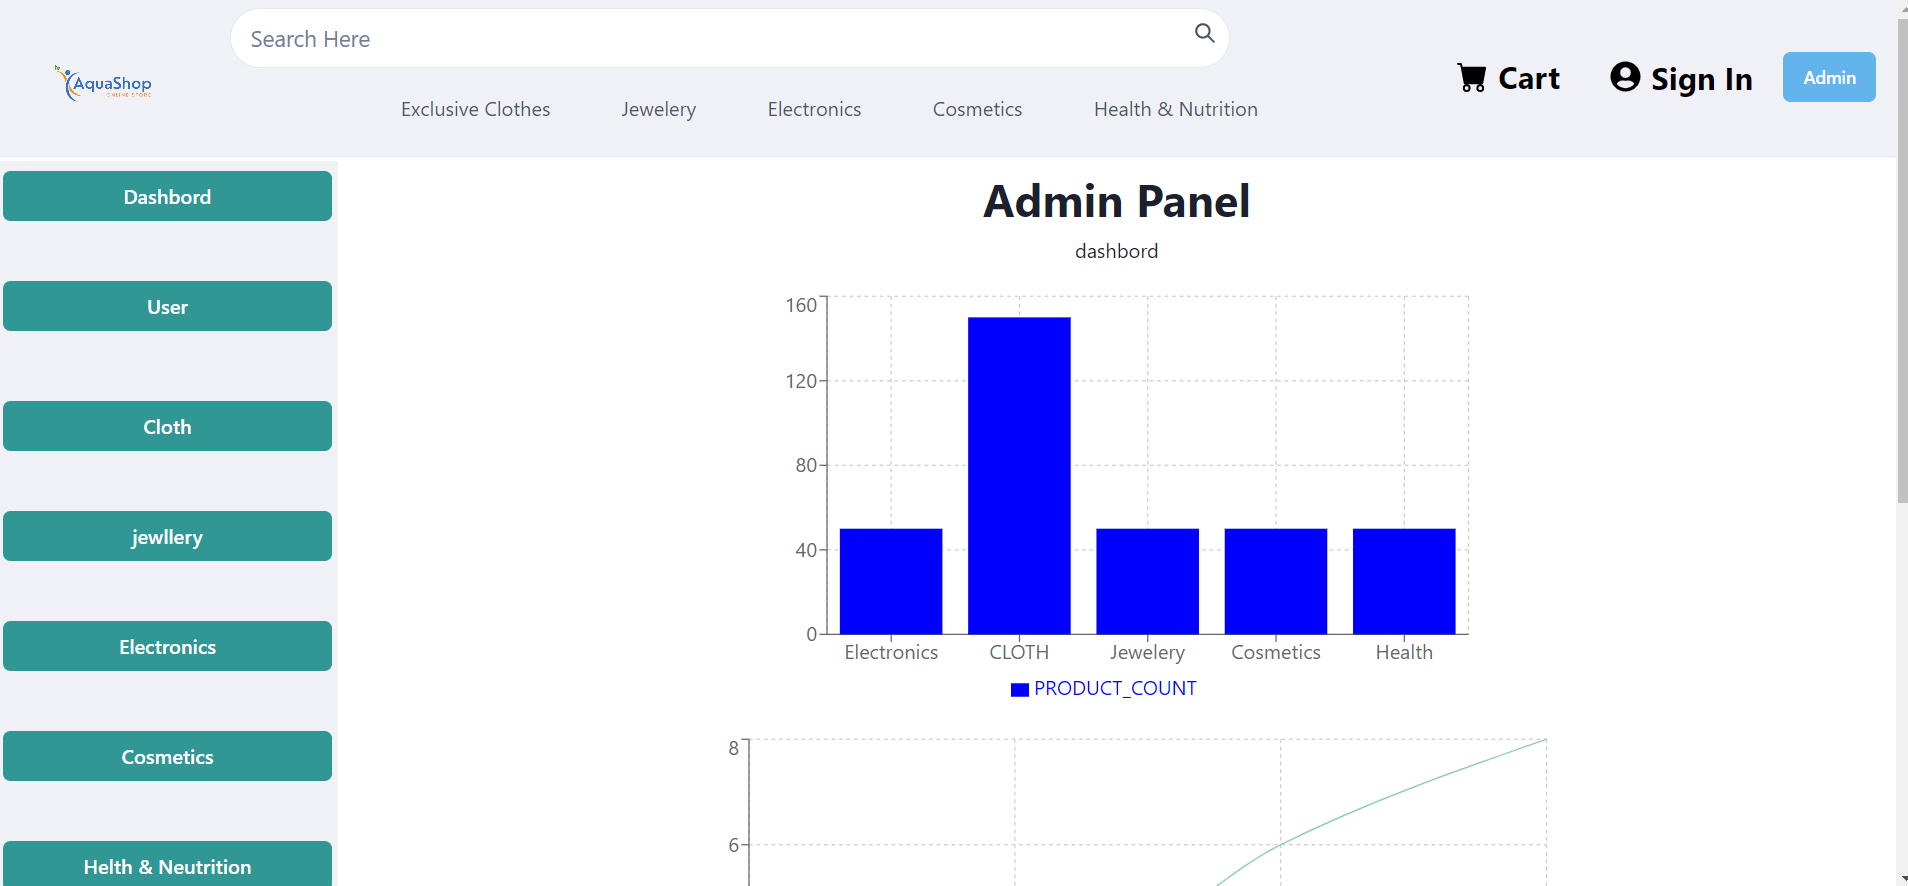 Search Here
AquaShop
ONLINE STORE
Exclusive Clothes Jewelery Electronics Cosmetics Health & Nutrition
Cart Sign In Admin
Dashbord
User
Cloth
jewllery
Electronics
Cosmetics
Helth & Neutrition
Admin Panel
dashbord
160
120
80
40
0
Electronics CLOTH Jewelery Cosmetics Health
PRODUCT_COUNT
8
6